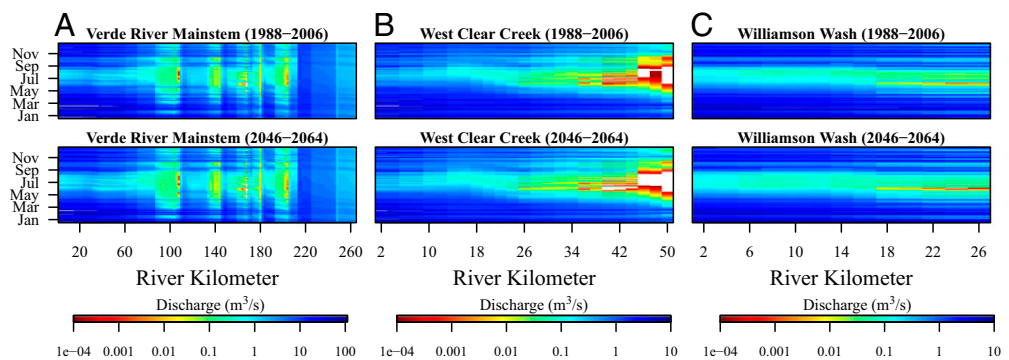 A
Verde River Mainstem (1988−2006)
B
West Clear Creek (1988−2006)
C
Williamson Wash (1988−2006)
Nov
Sep
Jul
May
Mar
Jan
Verde River Mainstem (2046−2064)
West Clear Creek (2046−2064)
Williamson Wash (2046−2064)
Nov
Sep
Jul
May
Mar
Jan
20 60 100 140 180 220 260
2 10 18 26 34 42 50
2 6 10 14 18 22 26
River Kilometer
River Kilometer
River Kilometer
Discharge (m³/s)
Discharge (m³/s)
Discharge (m³/s)
1e−04 0.001 0.01 0.1 1 10 100
1e−04 0.001 0.01 0.1 1 10
1e−04 0.001 0.01 0.1 1 10